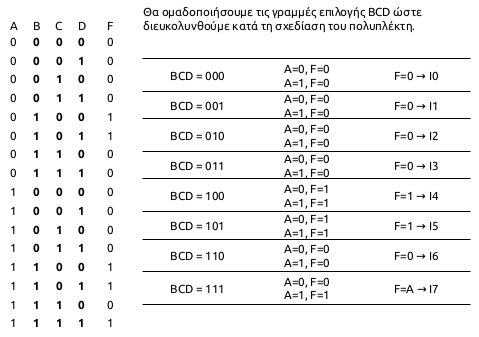 Θα ομαδοποιήσουμε τις γραμμές επιλογής BCD ώστε
διευκολυνθούμε κατά τη σχεδίαση του πολυπλέκτη.
A B C D F
0 0 0 0 0
0 0 0 1 0
0 0 1 0 0
0 0 1 1 0
0 1 0 0 1
0 1 0 1 1
0 1 1 0 0
0 1 1 1 0
1 0 0 0 0
1 0 0 1 0
1 0 1 0 0
1 0 1 1 0
1 1 0 0 1
1 1 0 1 1
1 1 1 0 0
1 1 1 1 1
BCD = 000
A=0, F=0
A=1, F=0
F=0 → I0
BCD = 001
A=0, F=0
A=1, F=0
F=0 → I1
BCD = 010
A=0, F=0
A=1, F=0
F=0 → I2
BCD = 011
A=0, F=0
A=1, F=0
F=0 → I3
BCD = 100
A=0, F=1
A=1, F=1
F=1 → I4
BCD = 101
A=0, F=1
A=1, F=1
F=1 → I5
BCD = 110
A=0, F=0
A=1, F=0
F=0 → I6
BCD = 111
A=0, F=0
A=1, F=1
F=A → I7